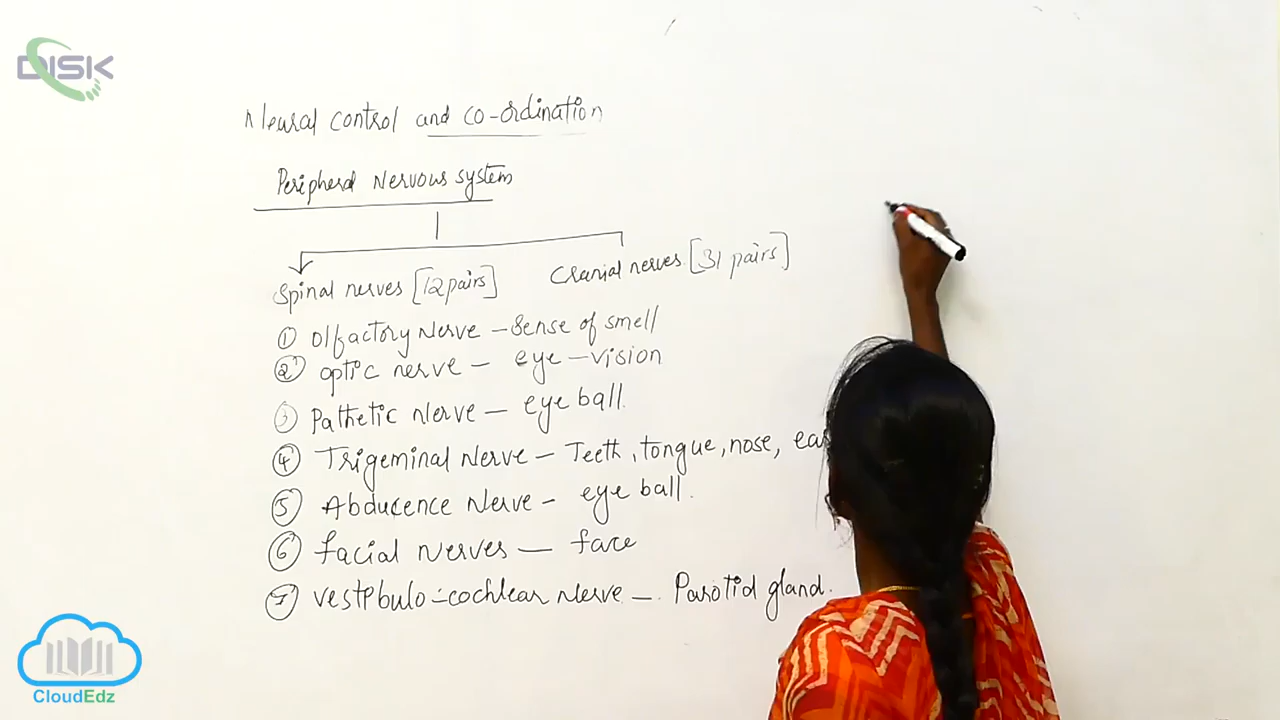 DISK
Neural control and co-ordination
Peripheral Nervous system
Spinal nerves [12 pairs]
Cranial nerves [31 pairs]
① Olfactory Nerve - Sense of smell
② optic nerve - eye - vision
③ Pathetic Nerve - eye ball.
④ Trigeminal Nerve - Teeth, tongue, nose, ear
⑤ Abducence Nerve - eye ball.
⑥ facial nerves - face
⑦ vestibulo-cochlear nerve - Parotid gland.
CloudEdz